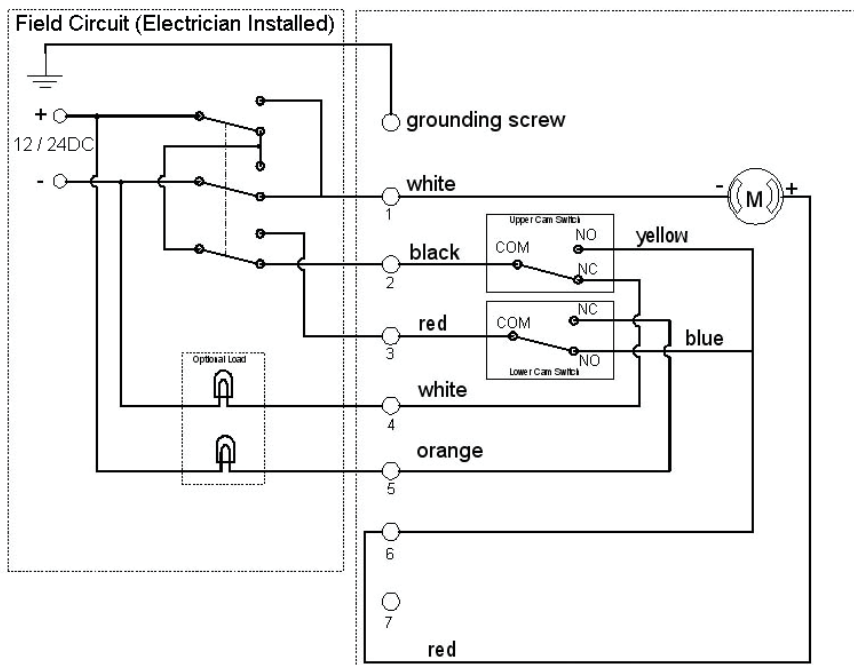 Field Circuit (Electrician Installed)
+
12 / 24DC
-
grounding screw
white
1
- M +
Upper Cam Switch
COM
NO
NC
yellow
black
2
red
3
COM
NC
NO
Lower Cam Switch
blue
Optional Load
white
4
orange
5
6
7
red